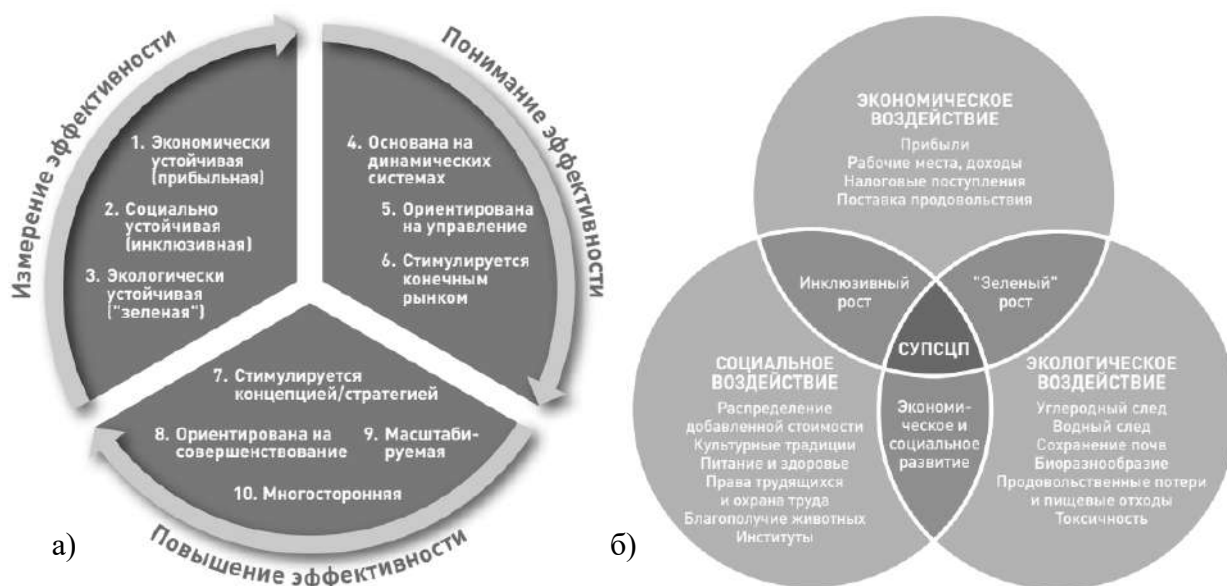 Измерение эффективности
Понимание эффективности
1. Экономически
устойчивая
(прибыльная)
2. Социально
устойчивая
(инклюзивная)
3. Экологически
устойчивая
("зеленая")
4. Основана на
динамических
системах
5. Ориентирована
на управление
6. Стимулируется
конечным
рынком
7. Стимулируется
концепцией/стратегией
8. Ориентирована на
совершенствование
9. Масштаби-
руемая
10. Многосторонняя
Повышение эффективности
а)
ЭКОНОМИЧЕСКОЕ
ВОЗДЕЙСТВИЕ
Прибыли
Рабочие места, доходы
Налоговые поступления
Поставка продовольствия
Инклюзивный
рост
"Зеленый"
рост
СУПСЦП
СОЦИАЛЬНОЕ
ВОЗДЕЙСТВИЕ
Распределение
добавленной стоимости
Культурные традиции
Питание и здоровье
Права трудящихся
и охрана труда
Благополучие животных
Институты
Экономи-
ческое и
социальное
развитие
ЭКОЛОГИЧЕСКОЕ
ВОЗДЕЙСТВИЕ
Углеродный след
Водный след
Сохранение почв
Биоразнообразие
Продовольственные потери
и пищевые отходы
Токсичность
б)